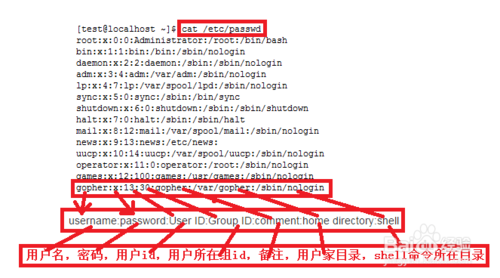 [test@localhost ~]$ cat /etc/passwd
root:x:0:0:Administrator:/root:/bin/bash
bin:x:1:1:bin:/bin:/sbin/nologin
daemon:x:2:2:daemon:/sbin:/sbin/nologin
adm:x:3:4:adm:/var/adm:/sbin/nologin
lp:x:4:7:lp:/var/spool/lpd:/sbin/nologin
sync:x:5:0:sync:/sbin:/bin/sync
shutdown:x:6:0:shutdown:/sbin:/sbin/shutdown
halt:x:7:0:halt:/sbin:/sbin/halt
mail:x:8:12:mail:/var/spool/mail:/sbin/nologin
news:x:9:13:news:/etc/news:
uucp:x:10:14:uucp:/var/spool/uucp:/sbin/nologin
operator:x:11:0:operator:/root:/sbin/nologin
games:x:12:100:games:/usr/games:/sbin/nologin
gopher:x:13:30:gopher:/var/gopher:/sbin/nologin
username:password:User ID:Group ID:comment:home directory:shell
用户名，密码，用户id，用户所在组id，备注，用户家目录，shell命令所在目录